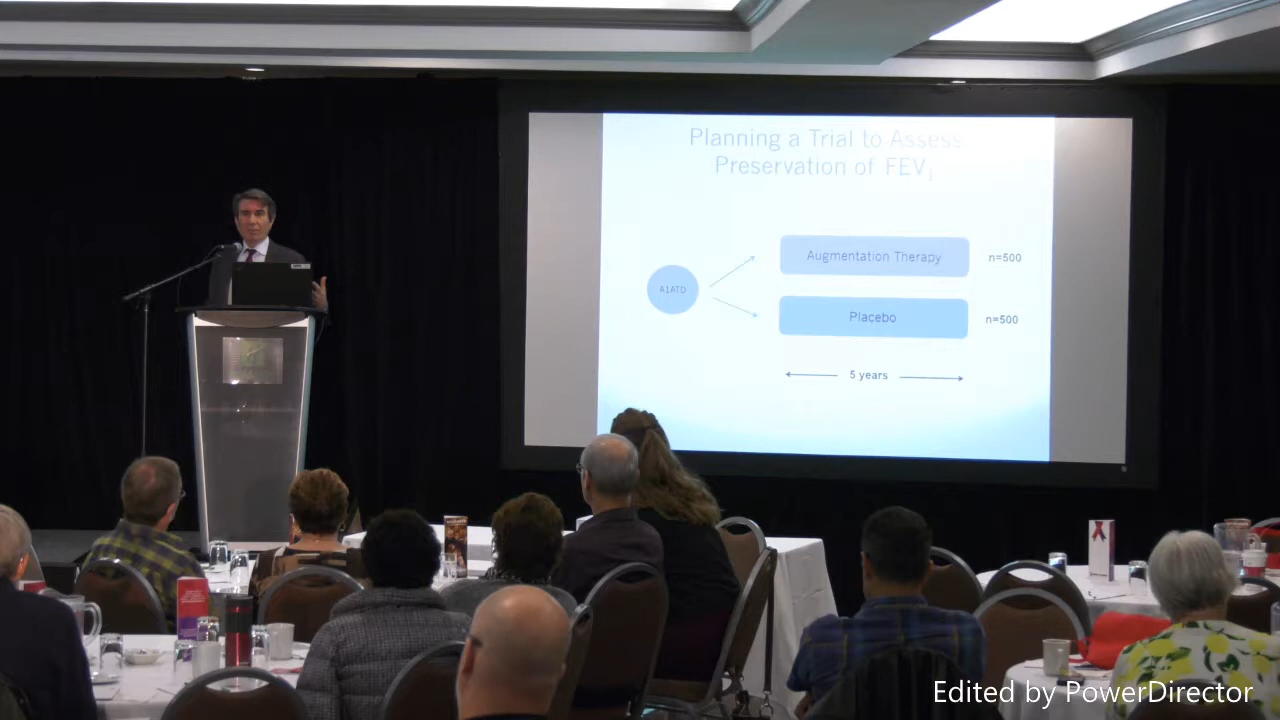 Planning a Trial to Assess
Preservation of FEV1
Augmentation Therapy
n=500
A1ATD
Placebo
n=500
5 years
Edited by PowerDirector